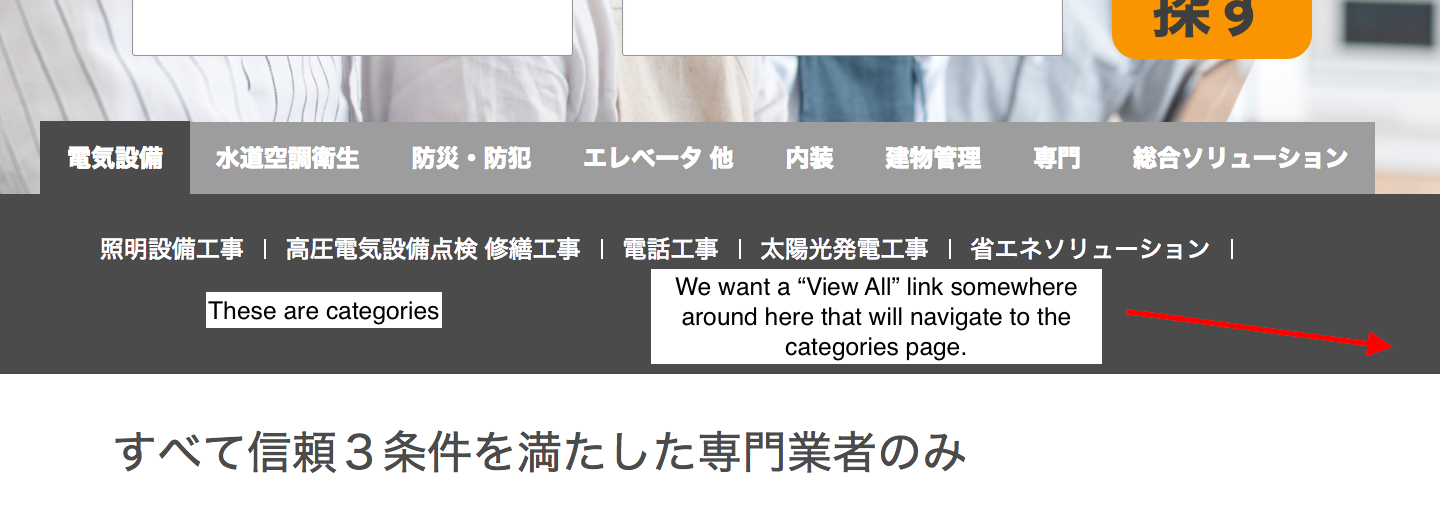 探す
電気設備 水道空調衛生 防災・防犯 エレベータ 他 内装 建物管理 専門 総合ソリューション
照明設備工事 | 高圧電気設備点検 修繕工事 | 電話工事 | 太陽光発電工事 | 省エネソリューション |
These are categories
We want a “View All” link somewhere
around here that will navigate to the
categories page.
すべて信頼３条件を満たした専門業者のみ